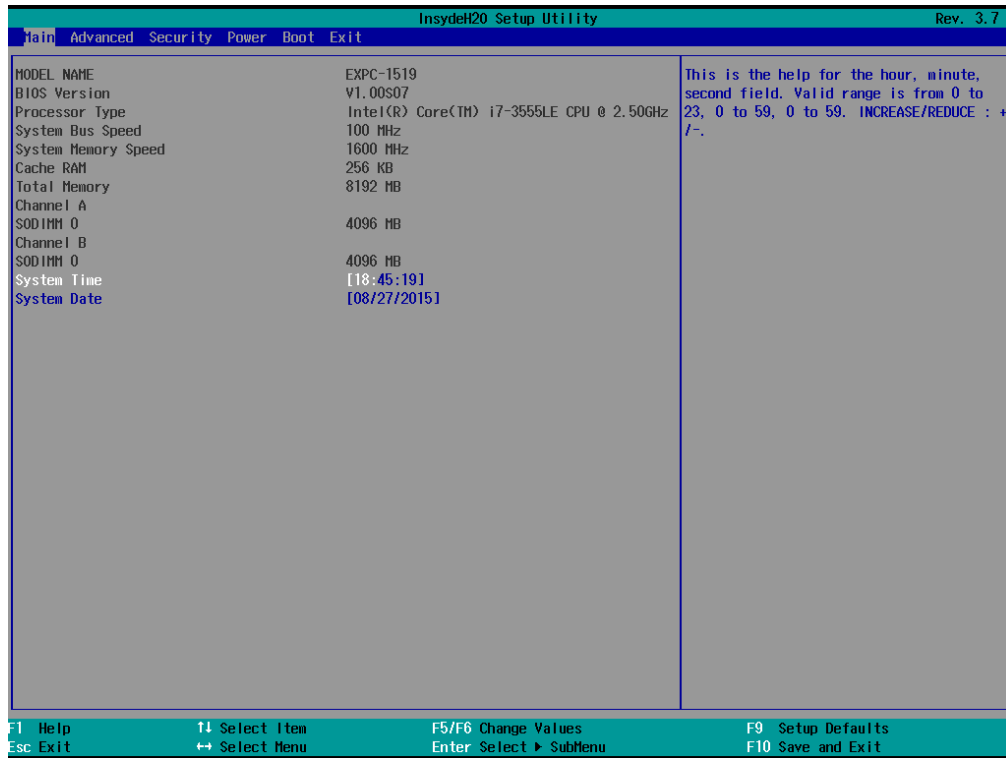 InsydeH20 Setup Utility Rev. 3.7
Main Advanced Security Power Boot Exit
MODEL NAME EXPC-1519
BIOS Version V1.00S07
Processor Type Intel(R) Core(TM) i7-3555LE CPU @ 2.50GHz
System Bus Speed 100 MHz
System Memory Speed 1600 MHz
Cache RAM 256 KB
Total Memory 8192 MB
Channel A
SODIMM 0 4096 MB
Channel B
SODIMM 0 4096 MB
System Time [18:45:19]
System Date [08/27/2015]
This is the help for the hour, minute,
second field. Valid range is from 0 to
23, 0 to 59, 0 to 59. INCREASE/REDUCE : +
/-.
F1 Help ↑↓ Select Item F5/F6 Change Values F9 Setup Defaults
Esc Exit ↔ Select Menu Enter Select ▶ SubMenu F10 Save and Exit